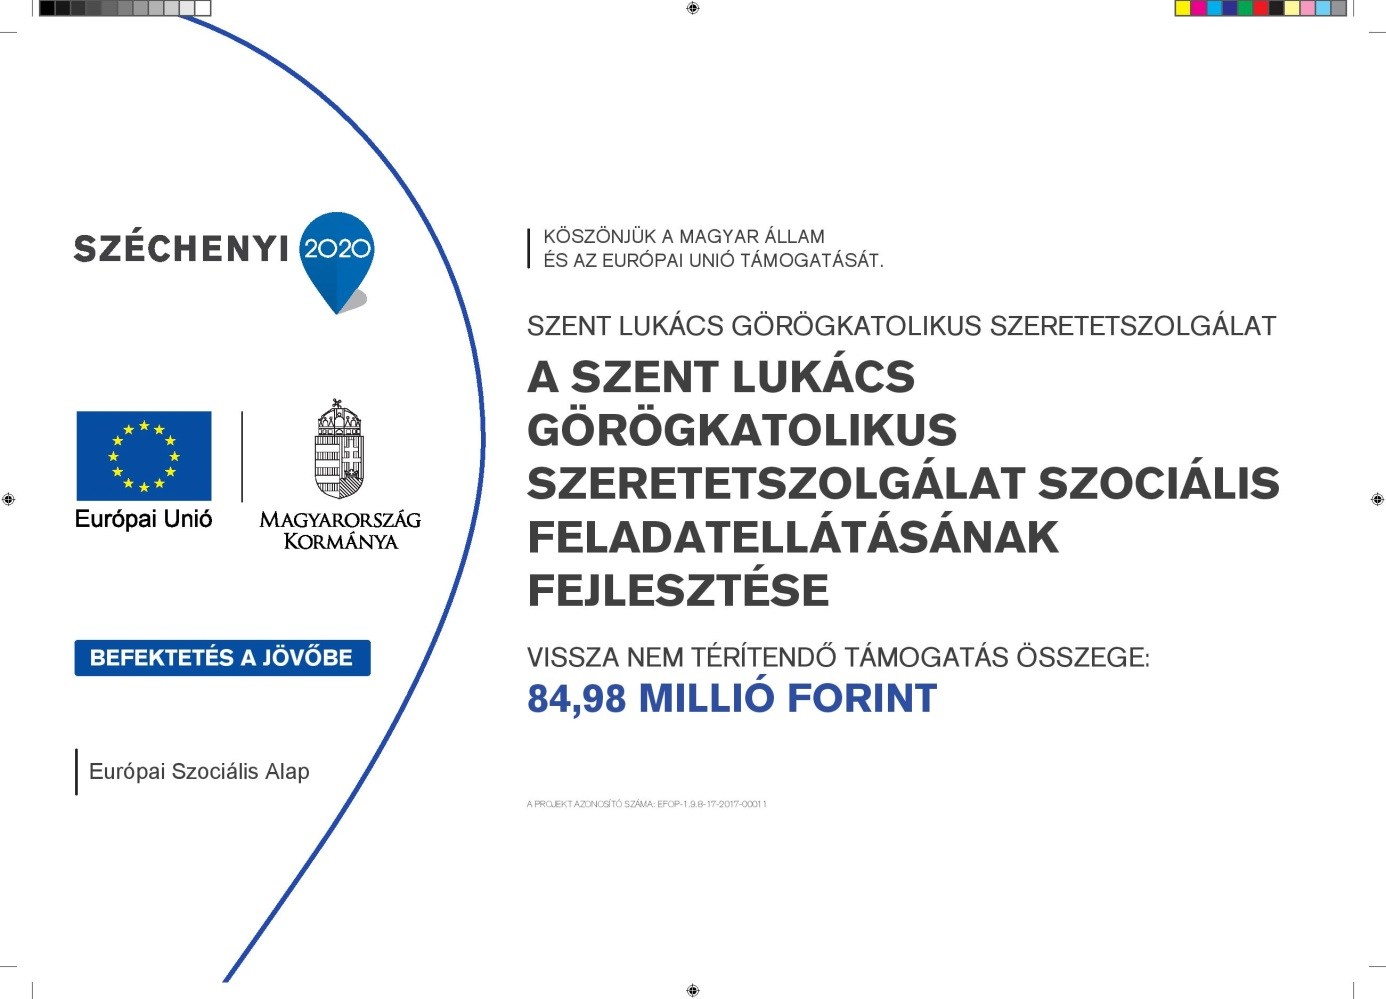 SZÉCHENYI 2020
Európai Unió
MAGYARORSZÁG
KORMÁNYA
BEFEKTETÉS A JÖVŐBE
Európai Szociális Alap
KÖSZÖNJÜK A MAGYAR ÁLLAM
ÉS AZ EURÓPAI UNIÓ TÁMOGATÁSÁT.
SZENT LUKÁCS GÖRÖGKATOLIKUS SZERETETSZOLGÁLAT
A SZENT LUKÁCS
GÖRÖGKATOLIKUS
SZERETETSZOLGÁLAT SZOCIÁLIS
FELADATELLÁTÁSÁNAK
FEJLESZTÉSE
VISSZA NEM TÉRÍTENDŐ TÁMOGATÁS ÖSSZEGE:
84,98 MILLIÓ FORINT
A PROJEKT AZONOSÍTÓ SZÁMA: EFOP-1.9.8-17-2017-00011